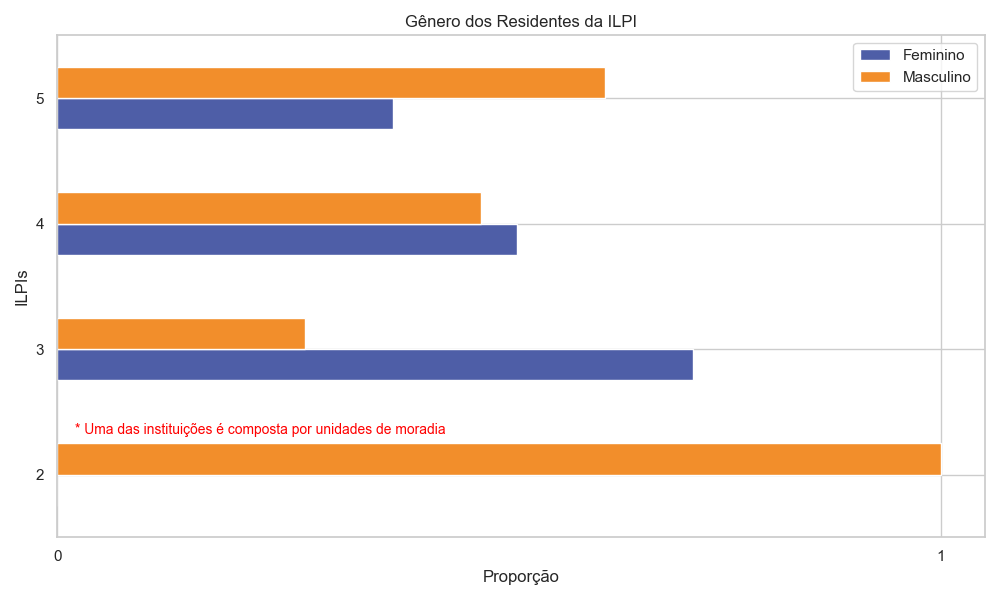 Gênero dos Residentes da ILPI
Feminino
Masculino
5
4
3
2
ILPIs
* Uma das instituições é composta por unidades de moradia
0
1
Proporção